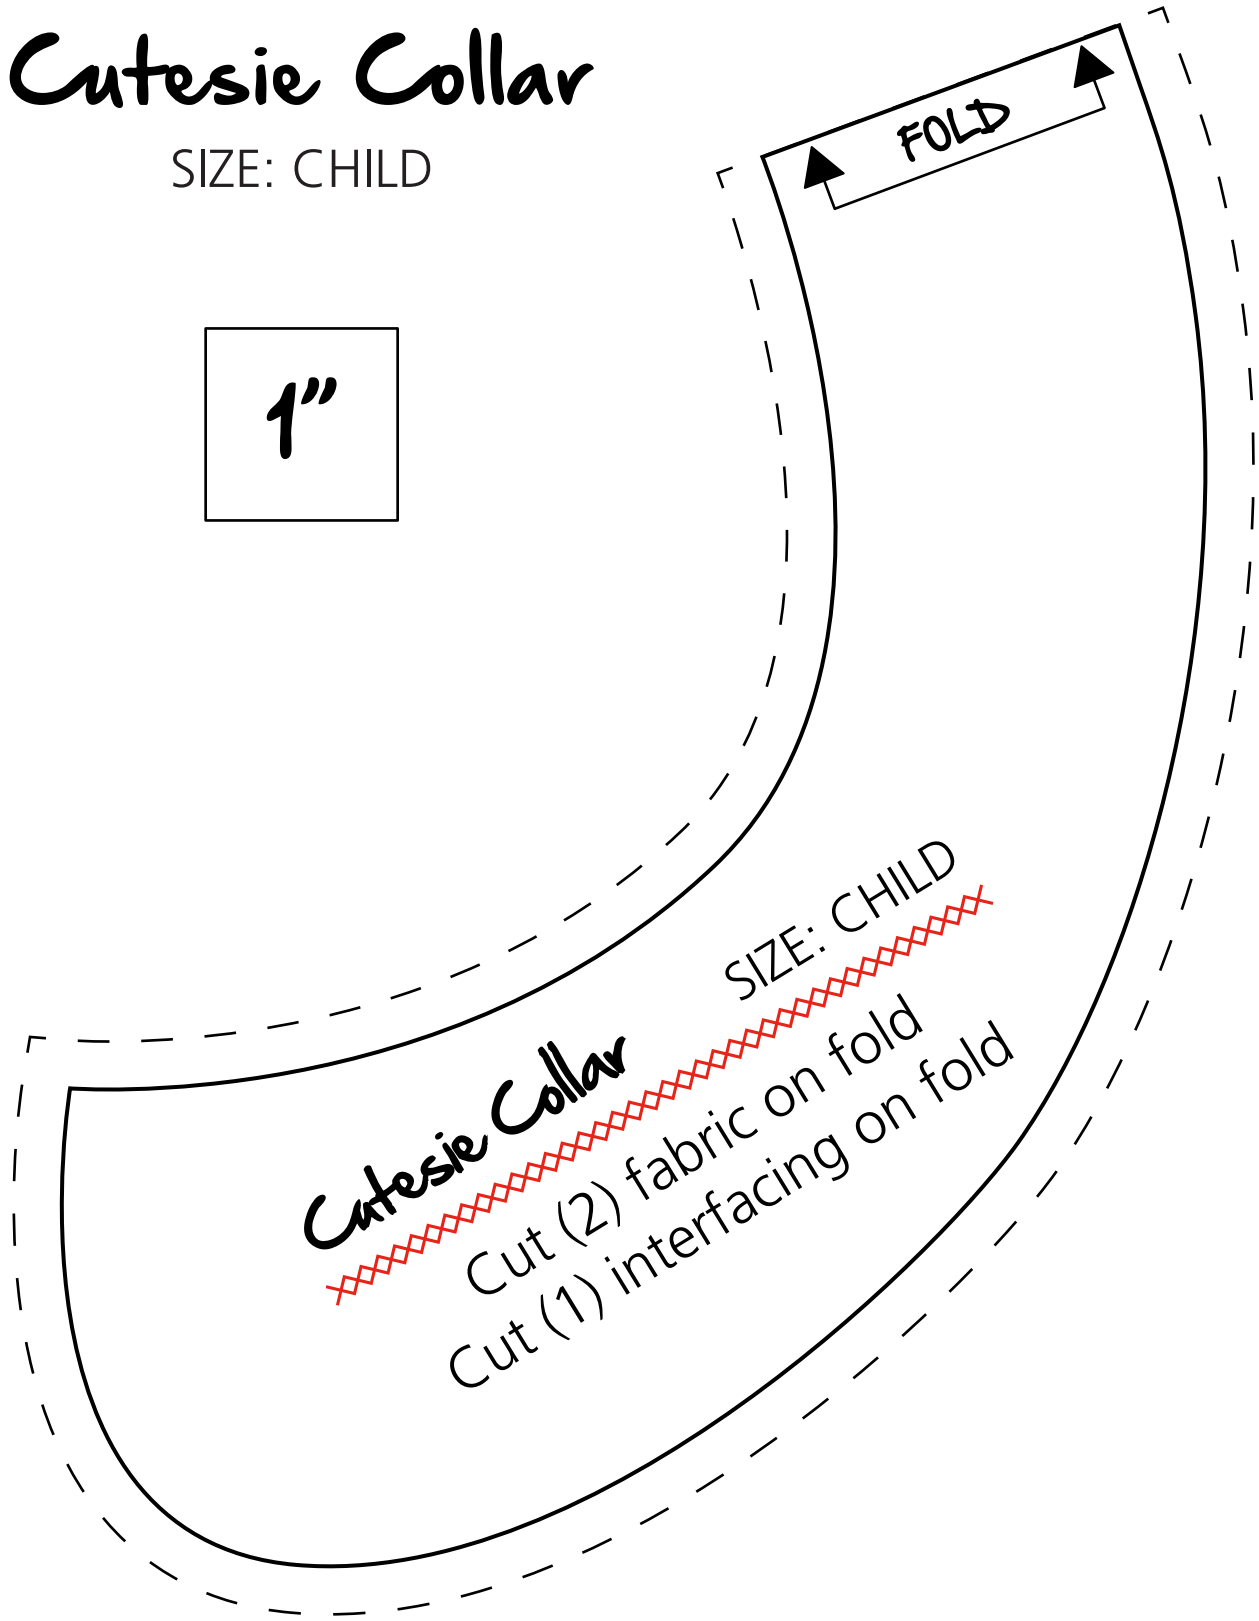 Cutesie Collar
SIZE: CHILD
FOLD
1"
SIZE: CHILD
Cutesie Collar
Cut (2) fabric on fold
Cut (1) interfacing on fold